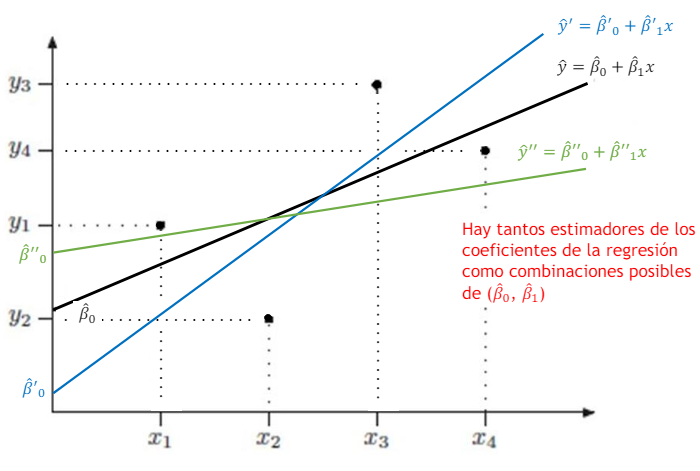 ŷ′ = β̂′₀ + β̂′₁x
ŷ = β̂₀ + β̂₁x
y₃
y₄
ŷ″ = β̂″₀ + β̂″₁x
y₁
Hay tantos estimadores de los
coeficientes de la regresión
como combinaciones posibles
de (β̂₀, β̂₁)
β̂″₀
β̂₀
y₂
β̂′₀
x₁ x₂ x₃ x₄